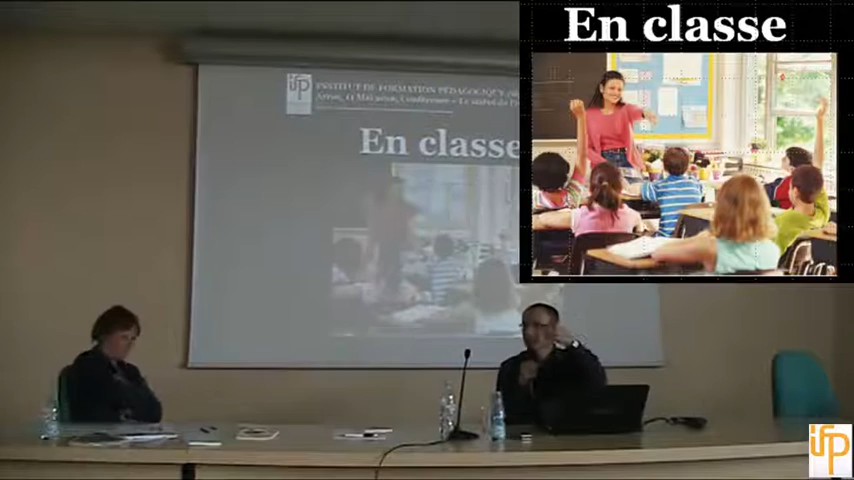 En classe
ifp
INSTITUT DE FORMATION PÉDAGOGIQUE
En classe
ifp